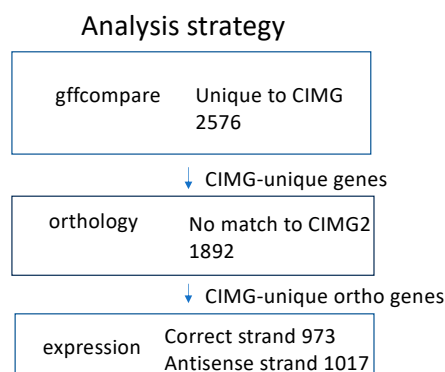 Analysis strategy
gffcompare Unique to CIMG
2576
CIMG-unique genes
orthology No match to CIMG2
1892
CIMG-unique ortho genes
expression Correct strand 973
Antisense strand 1017